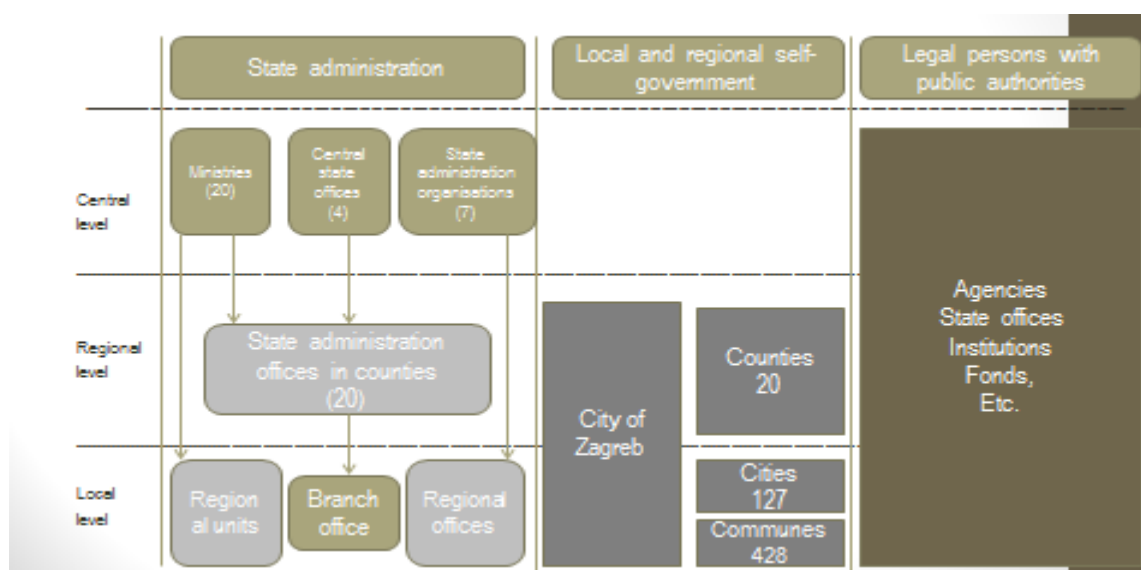 State administration
Local and regional self-
government
Legal persons with
public authorities
Central
level
Ministries
(20)
Central
state
offices
(4)
State
administration
organisations
(7)
Regional
level
State administration
offices in counties
(20)
City of
Zagreb
Counties
20
Agencies
State offices
Institutions
Fonds,
Etc.
Local
level
Region
al units
Branch
office
Regional
offices
Cities
127
Communes
428